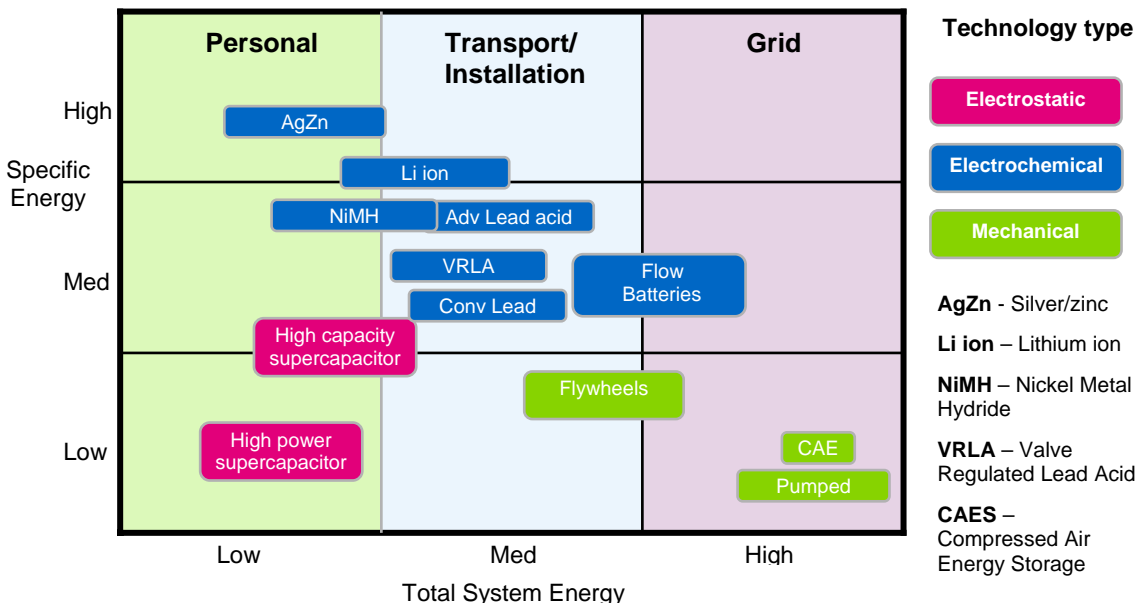 Personal
Transport/
Installation
Grid
Technology type
High
Specific
Energy
Med
Low
AgZn
Li ion
NiMH
Adv Lead acid
VRLA
Flow
Batteries
Conv Lead
High capacity
supercapacitor
Flywheels
High power
supercapacitor
CAE
Pumped
Low
Med
High
Total System Energy
Electrostatic
Electrochemical
Mechanical
AgZn - Silver/zinc
Li ion – Lithium ion
NiMH – Nickel Metal
Hydride
VRLA – Valve
Regulated Lead Acid
CAES –
Compressed Air
Energy Storage